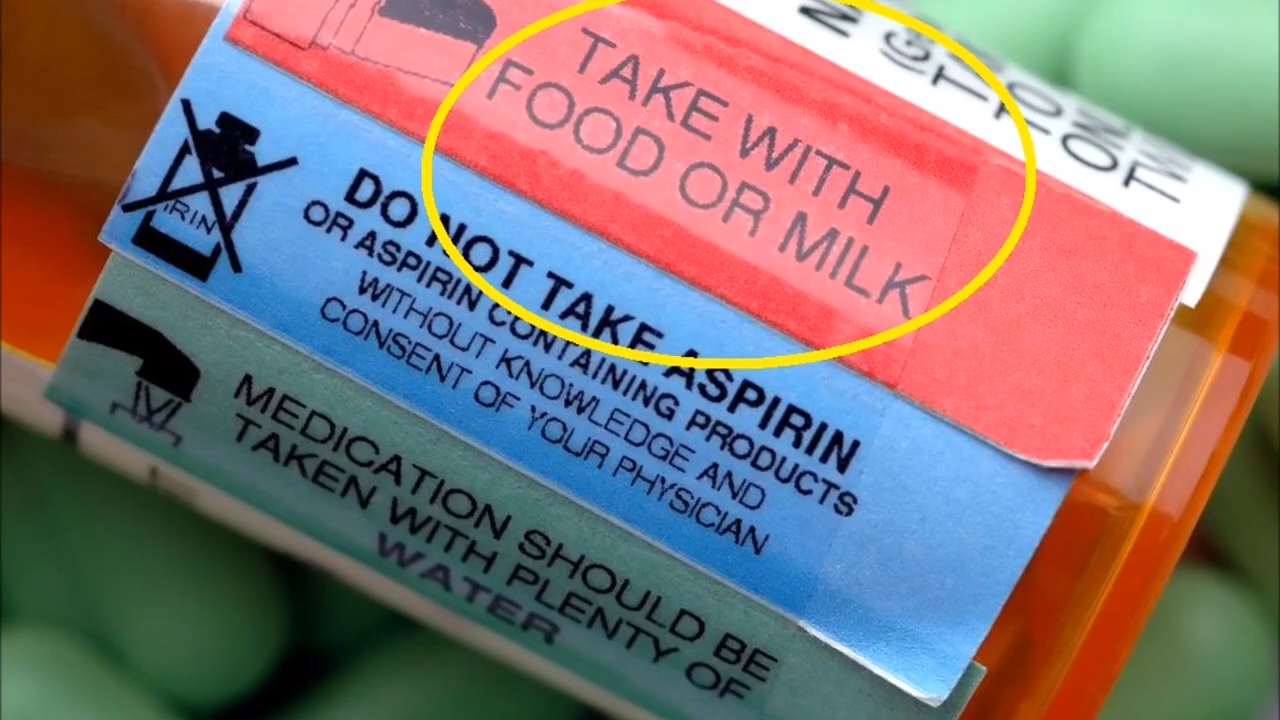 TAKE WITH
FOOD OR MILK
DO NOT TAKE ASPIRIN
OR ASPIRIN CONTAINING PRODUCTS
WITHOUT KNOWLEDGE AND
CONSENT OF YOUR PHYSICIAN
MEDICATION SHOULD BE
TAKEN WITH PLENTY OF
WATER